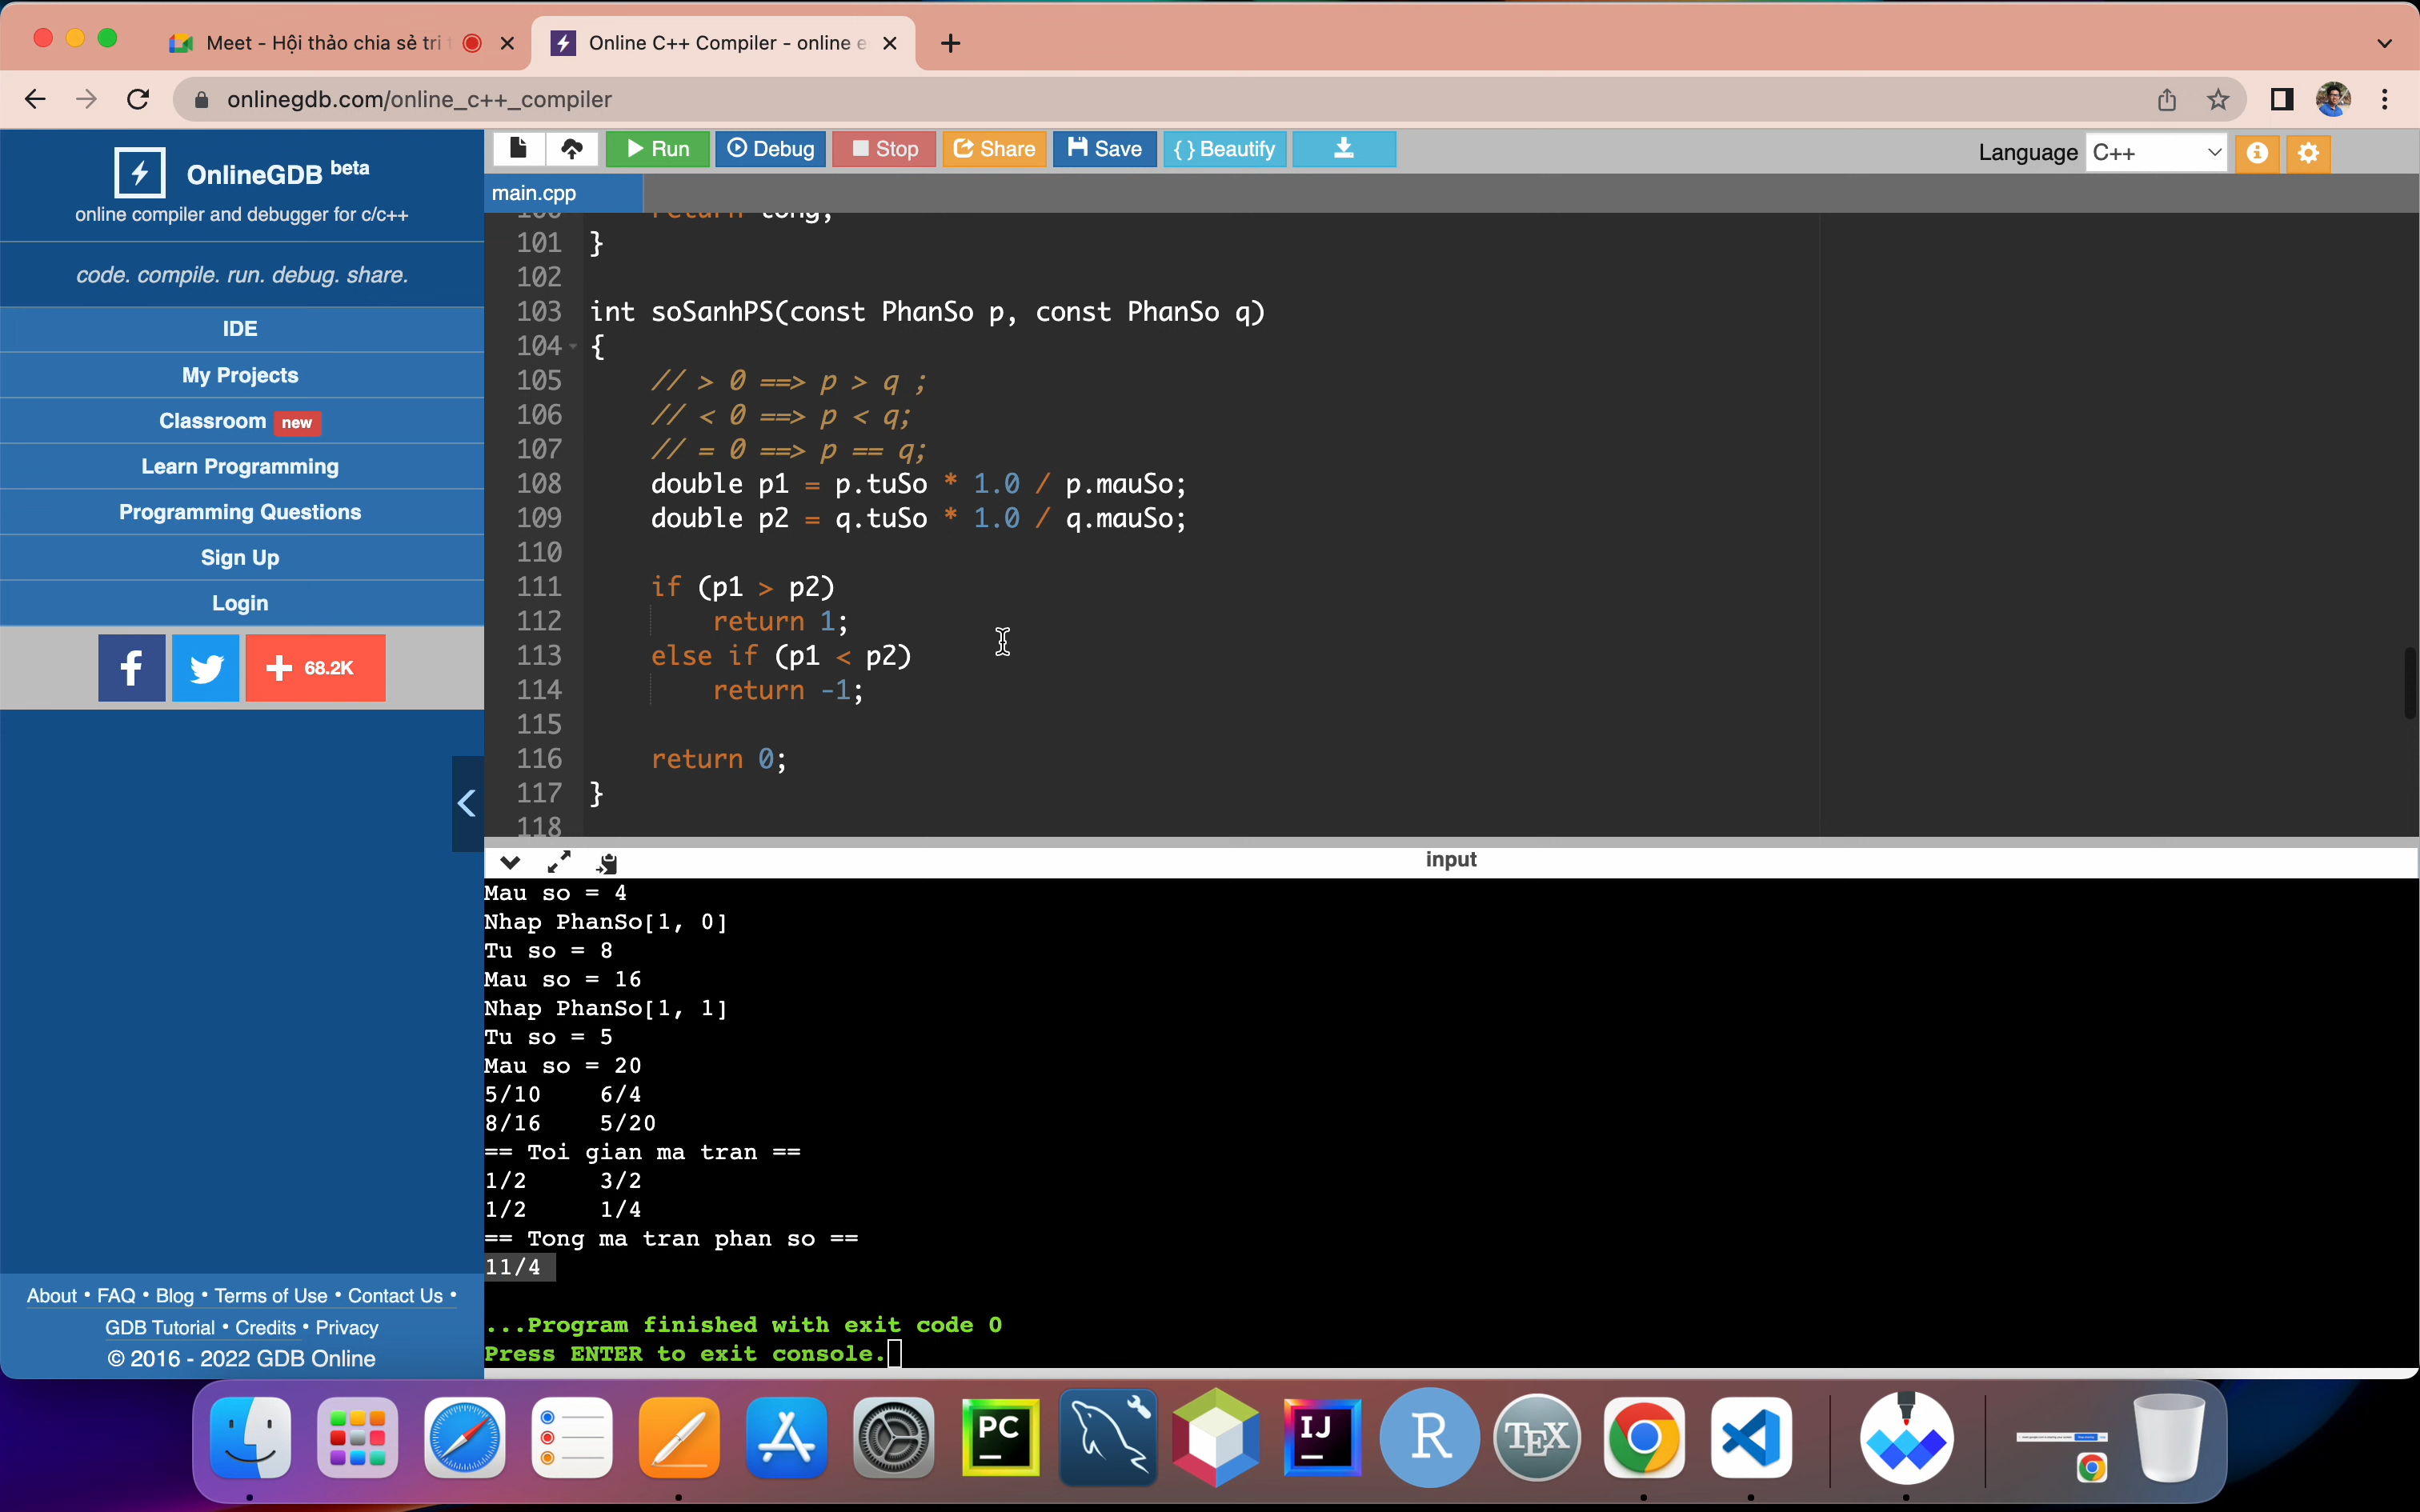 Meet - Hội thảo chia sẻ tri
Online C++ Compiler - online e
onlinegdb.com/online_c++_compiler
OnlineGDB beta
online compiler and debugger for c/c++
code. compile. run. debug. share.
IDE
My Projects
Classroom new
Learn Programming
Programming Questions
Sign Up
Login
f
+ 68.2K
About • FAQ • Blog • Terms of Use • Contact Us •
GDB Tutorial • Credits • Privacy
© 2016 - 2022 GDB Online
Run
Debug
Stop
Share
Save
{ } Beautify
Language C++
main.cpp
100 return tong;
101 }
102
103 int soSanhPS(const PhanSo p, const PhanSo q)
104 {
105 // > 0 ==> p > q ;
106 // < 0 ==> p < q;
107 // = 0 ==> p == q;
108 double p1 = p.tuSo * 1.0 / p.mauSo;
109 double p2 = q.tuSo * 1.0 / q.mauSo;
110
111 if (p1 > p2)
112 return 1;
113 else if (p1 < p2)
114 return -1;
115
116 return 0;
117 }
118
input
Mau so = 4
Nhap PhanSo[1, 0]
Tu so = 8
Mau so = 16
Nhap PhanSo[1, 1]
Tu so = 5
Mau so = 20
5/10 6/4
8/16 5/20
== Toi gian ma tran ==
1/2 3/2
1/2 1/4
== Tong ma tran phan so ==
11/4
...Program finished with exit code 0
Press ENTER to exit console.
PC
IJ
R
TEX